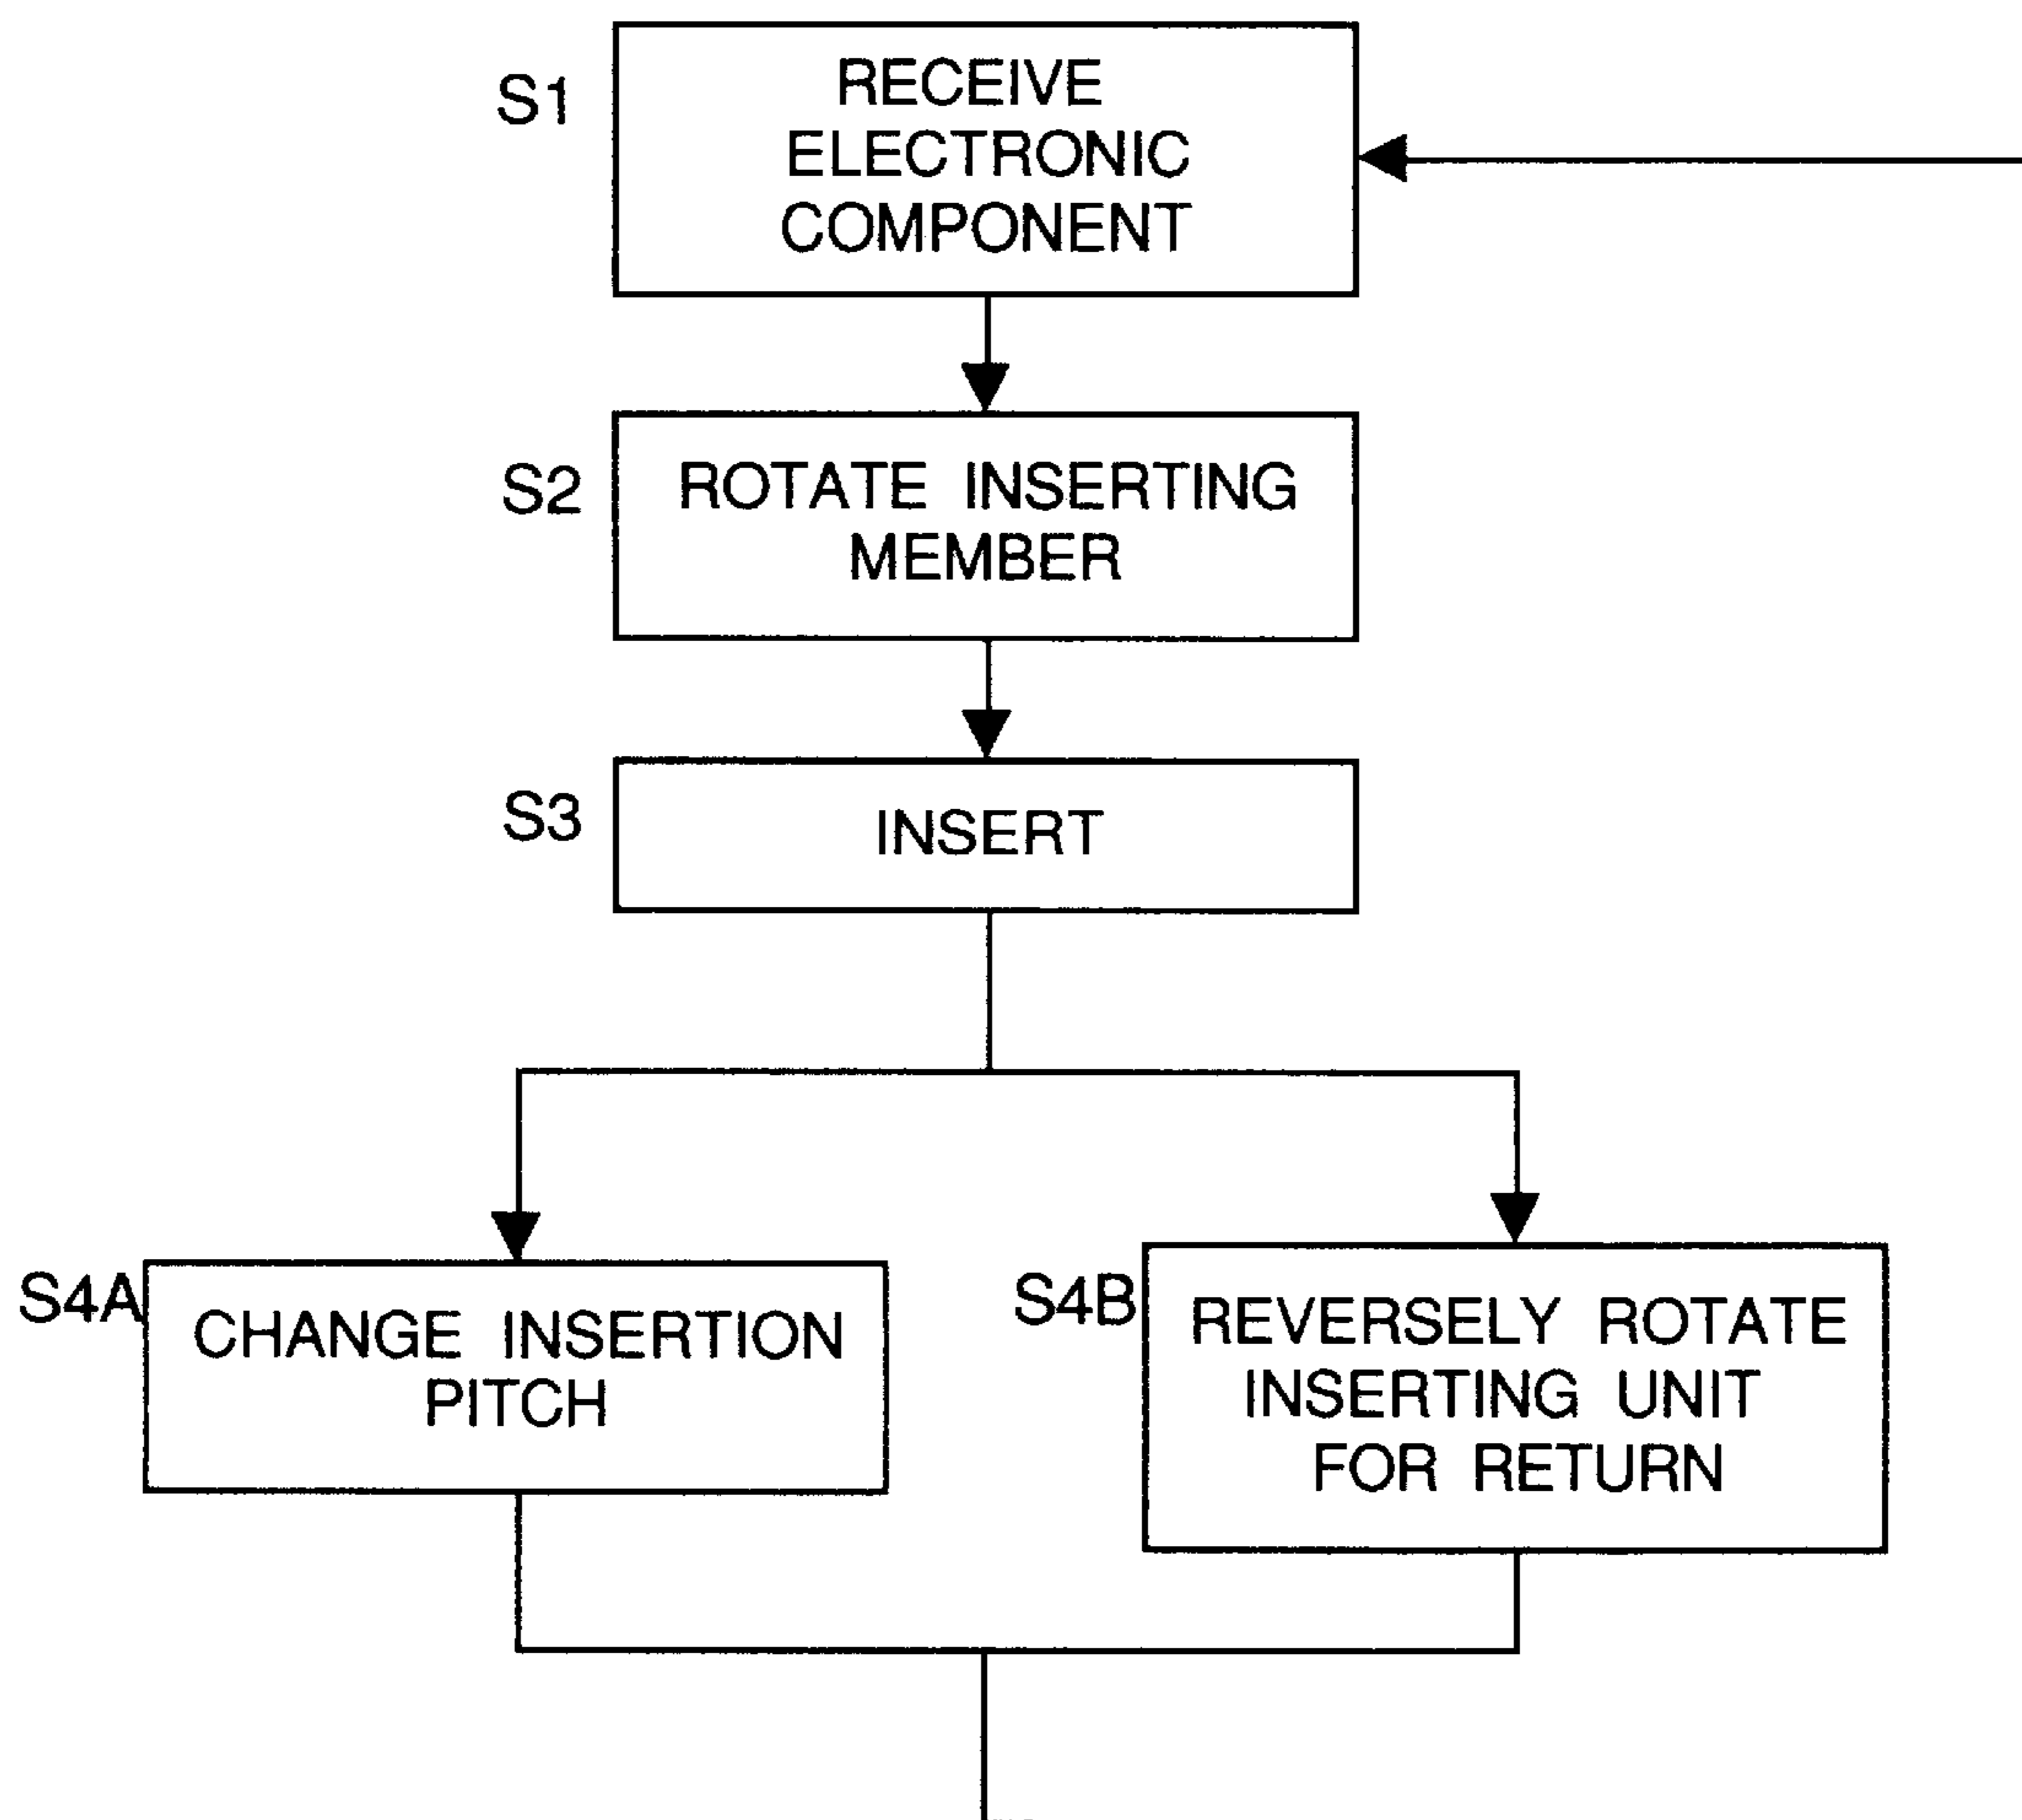 S1
RECEIVE
ELECTRONIC
COMPONENT
S2
ROTATE INSERTING
MEMBER
S3
INSERT
S4A
CHANGE INSERTION
PITCH
S4B
REVERSELY ROTATE
INSERTING UNIT
FOR RETURN